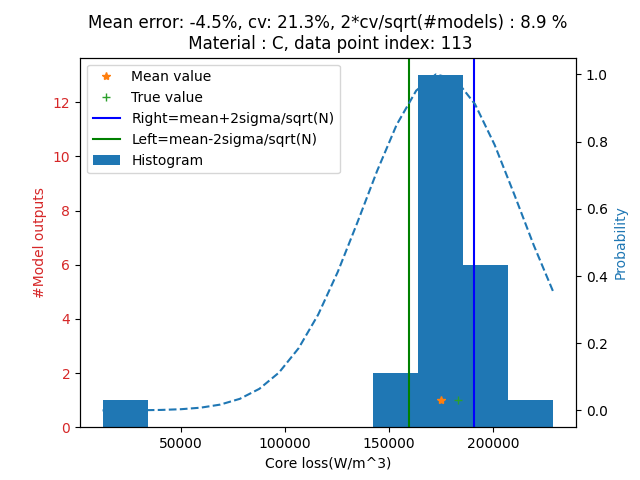 Mean error: -4.5%, cv: 21.3%, 2*cv/sqrt(#models) : 8.9 %
Material : C, data point index: 113
Mean value
True value
Right=mean+2sigma/sqrt(N)
Left=mean-2sigma/sqrt(N)
Histogram
#Model outputs
12
10
8
6
4
2
0
1.0
0.8
0.6
0.4
0.2
0.0
Probability
50000 100000 150000 200000
Core loss(W/m^3)